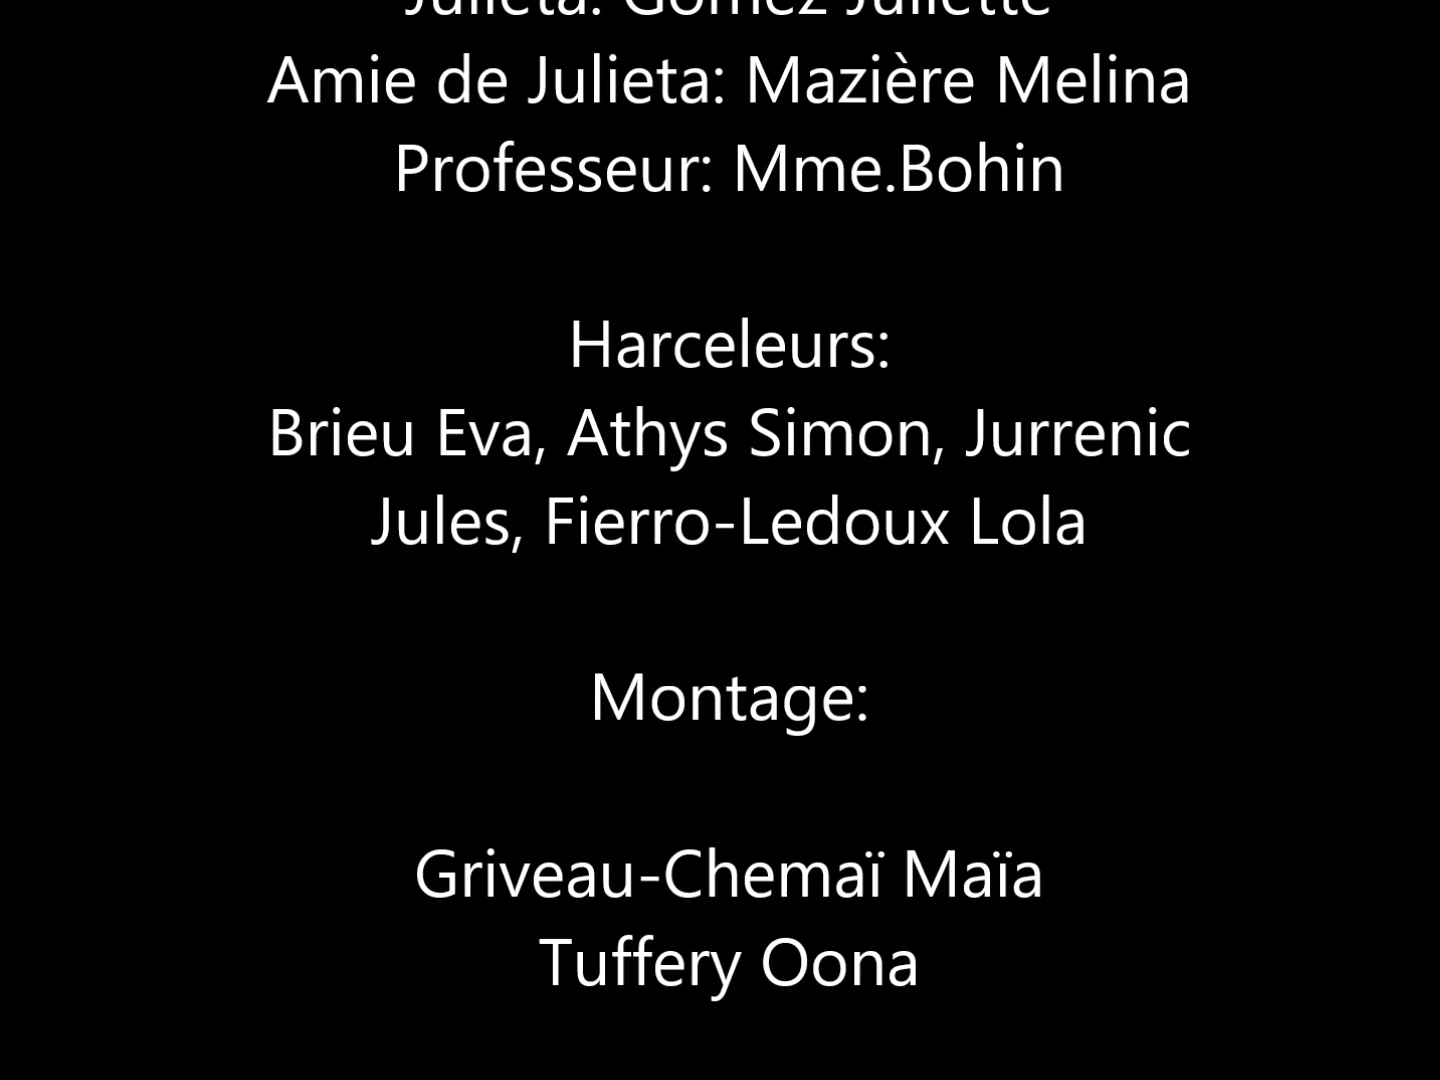 Julieta: Gomez Juliette
Amie de Julieta: Mazière Melina
Professeur: Mme.Bohin
Harceleurs:
Brieu Eva, Athys Simon, Jurrenic
Jules, Fierro-Ledoux Lola
Montage:
Griveau-Chemaï Maïa
Tuffery Oona